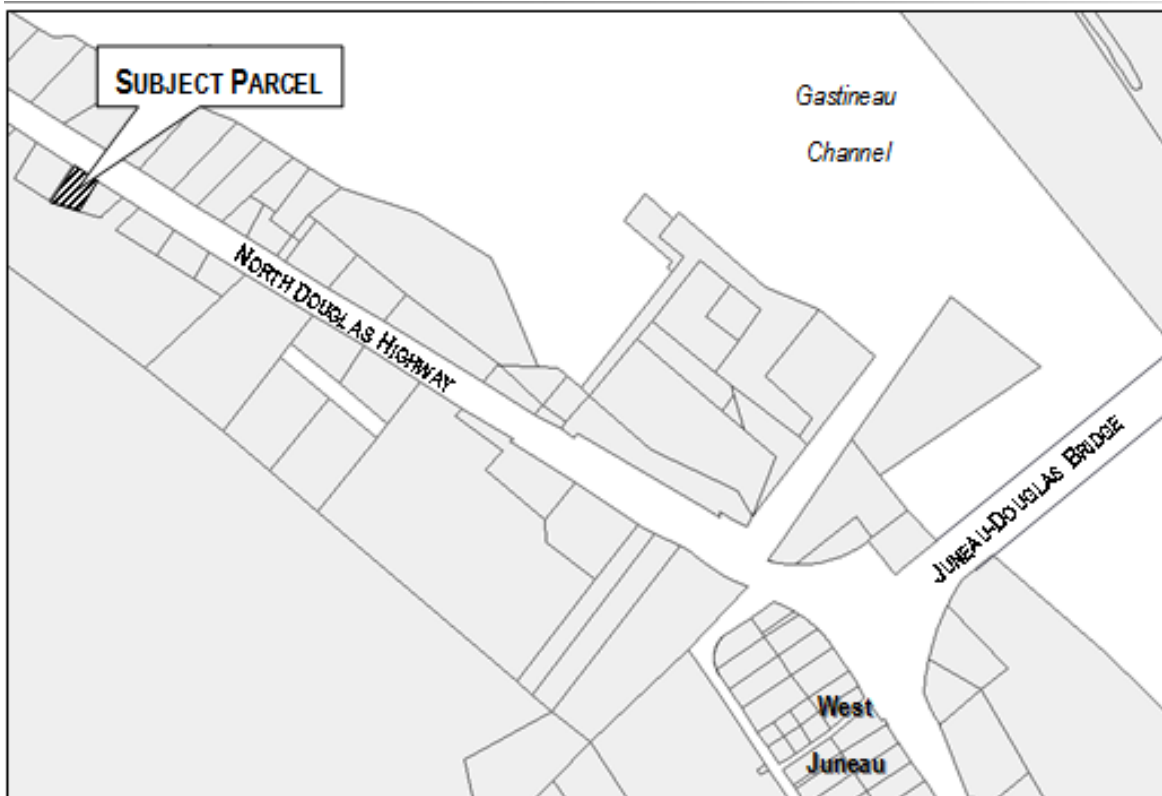 SUBJECT PARCEL
Gastineau
Channel
NORTH DOUGLAS HIGHWAY
JUNEAU-DOUGLAS BRIDGE
West
Juneau